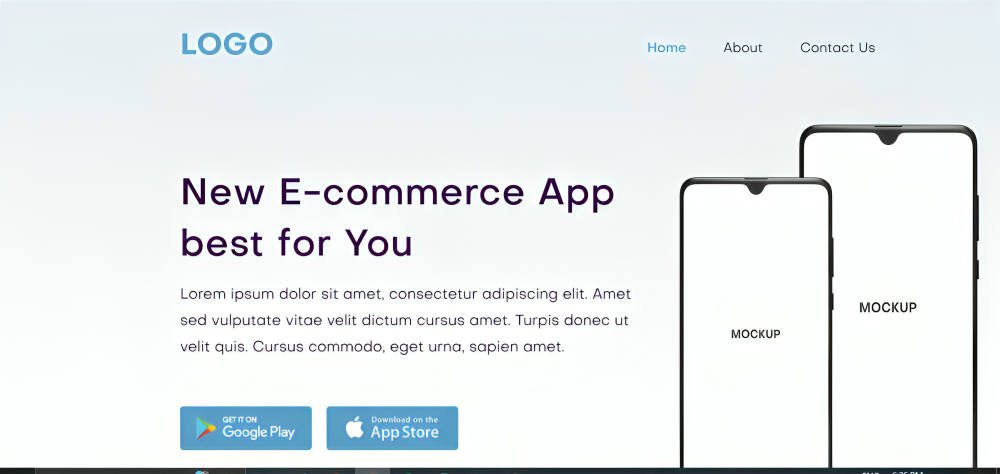 LOGO
Home
About
Contact Us
New E-commerce App
best for You
Lorem ipsum dolor sit amet, consectetur adipiscing elit. Amet
sed vulputate vitae velit dictum cursus amet. Turpis donec ut
velit quis. Cursus commodo, eget urna, sapien amet.
GET IT ON
Google Play
Download on the
App Store
MOCKUP
MOCKUP